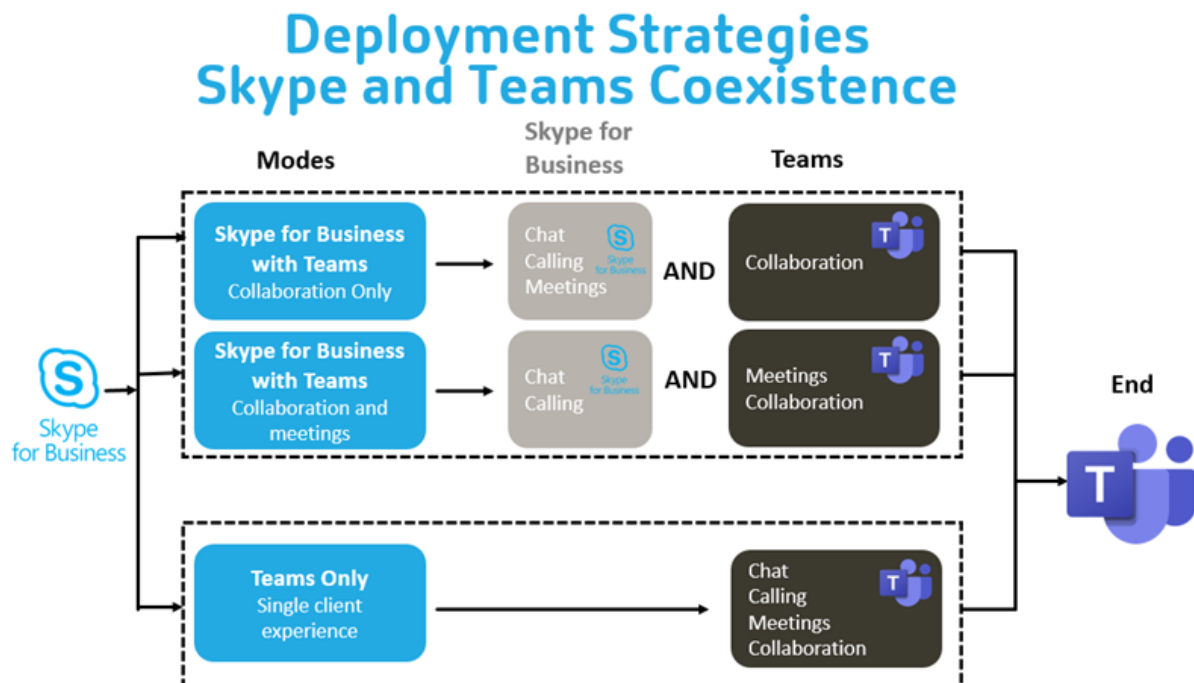 Deployment Strategies
Skype and Teams Coexistence
Modes
Skype for
Business
Teams
Skype for Business
with Teams
Collaboration Only
Chat
Calling
Meetings
S
Skype
for Business
AND
Collaboration
T
Skype for Business
with Teams
Collaboration and
meetings
Chat
Calling
S
Skype
for Business
AND
Meetings
Collaboration
T
S
Skype
for Business
End
T
Teams Only
Single client
experience
Chat
Calling
Meetings
Collaboration
T